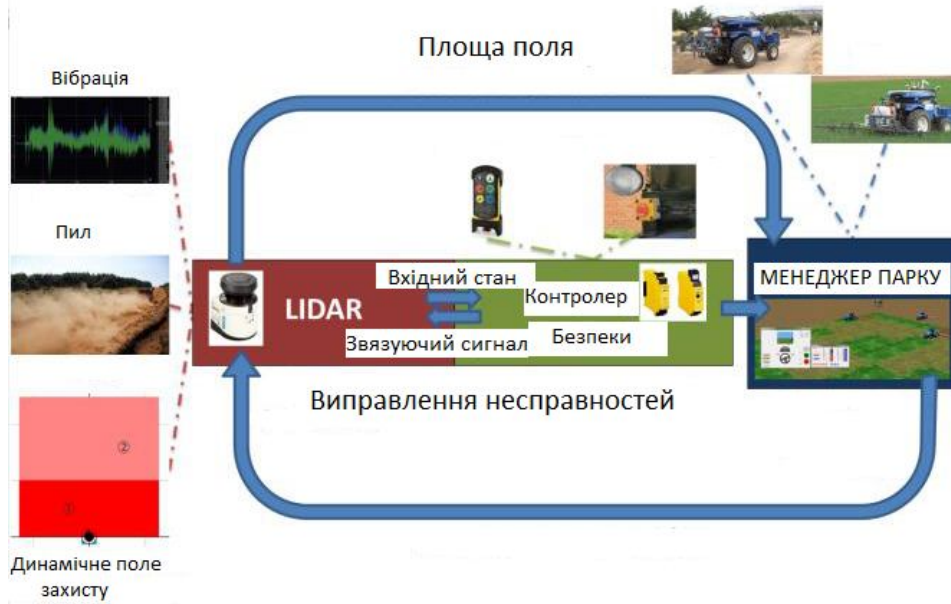 Площа поля
Вібрація
Пил
LIDAR
Вхідний стан
Звязуючий сигнал
Контролер
Безпеки
МЕНЕДЖЕР ПАРКУ
Виправлення несправностей
②
①
Динамічне поле
захисту